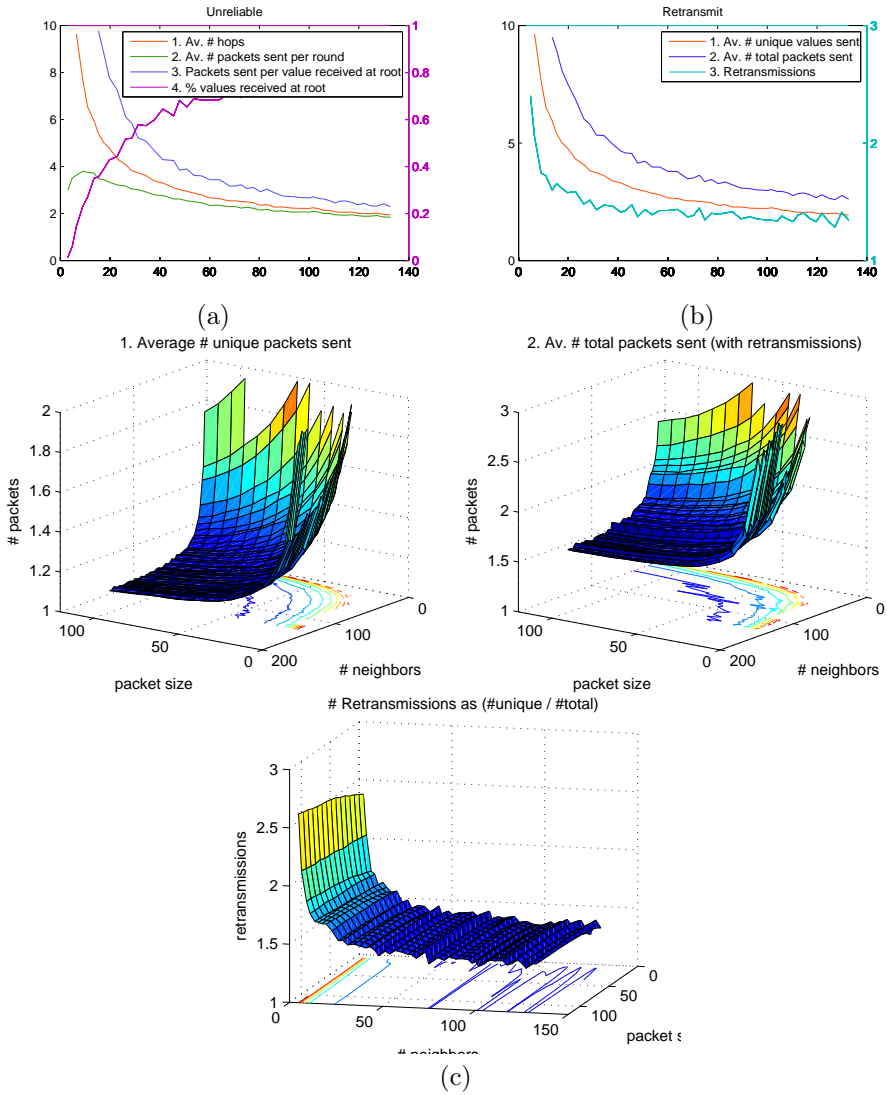 Unreliable
10
8
6
4
2
0
1. Av. # hops
2. Av. # packets sent per round
3. Packets sent per value received at root
4. % values received at root
1
0.8
0.6
0.4
0.2
0
0 20 40 60 80 100 120 140
(a)
Retransmit
10
5
0
1. Av. # unique values sent
2. Av. # total packets sent
3. Retransmissions
3
2
1
0 20 40 60 80 100 120 140
(b)
1. Average # unique packets sent
2
1.8
1.6
1.4
1.2
1
# packets
100
50
0
packet size
200
100
0
# neighbors
2. Av. # total packets sent (with retransmissions)
3
2.5
2
1.5
1
# packets
100
50
0
packet size
200
100
0
# neighbors
# Retransmissions as (#unique / #total)
3
2.5
2
1.5
1
retransmissions
0
50
100
150
# neighbors
0
50
100
packet s
(c)